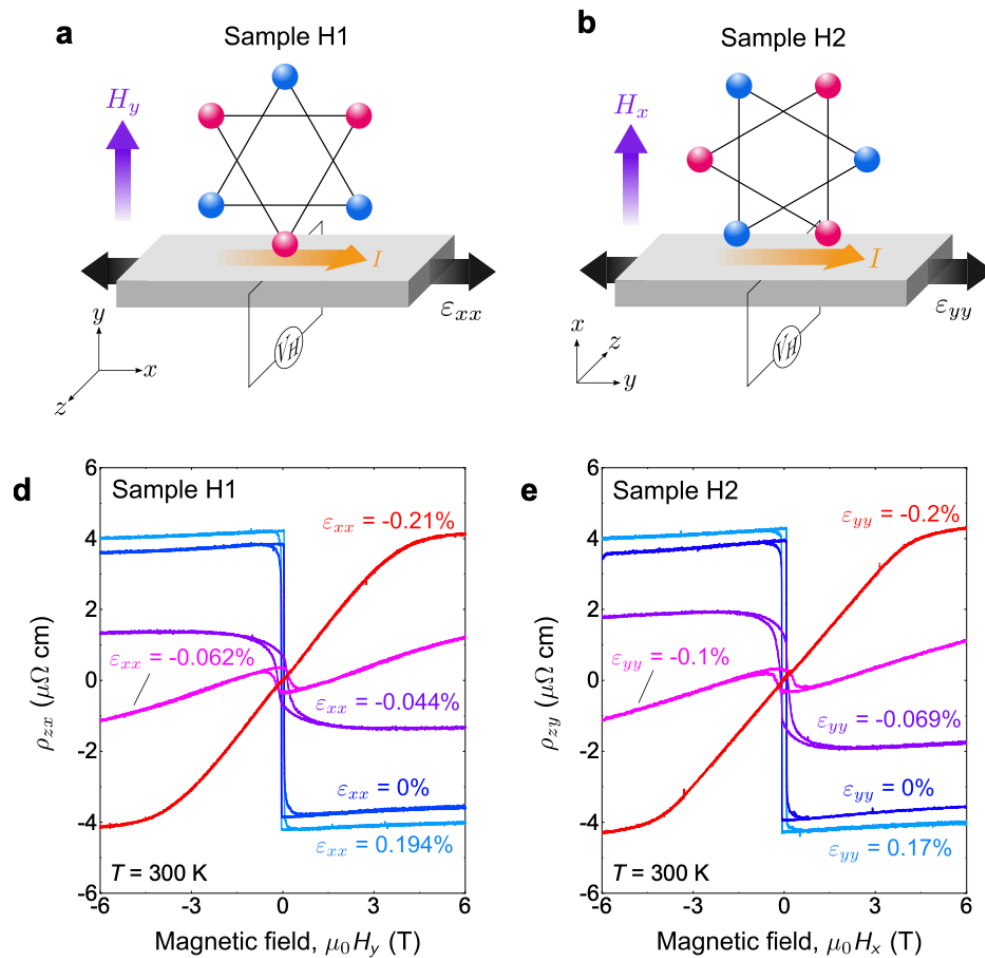 a
Sample H1
H_y
I
ε_xx
V_H
y
x
z
b
Sample H2
H_x
I
ε_yy
V_H
x
z
y
d
Sample H1
ε_xx = -0.21%
ε_xx = -0.062%
ε_xx = -0.044%
ε_xx = 0%
ε_xx = 0.194%
T = 300 K
ρ_zx (μΩ cm)
6
4
2
0
-2
-4
-6
-6 -3 0 3 6
Magnetic field, μ₀H_y (T)
e
Sample H2
ε_yy = -0.2%
ε_yy = -0.1%
ε_yy = -0.069%
ε_yy = 0%
ε_yy = 0.17%
T = 300 K
ρ_zy (μΩ cm)
6
4
2
0
-2
-4
-6
-6 -3 0 3 6
Magnetic field, μ₀H_x (T)